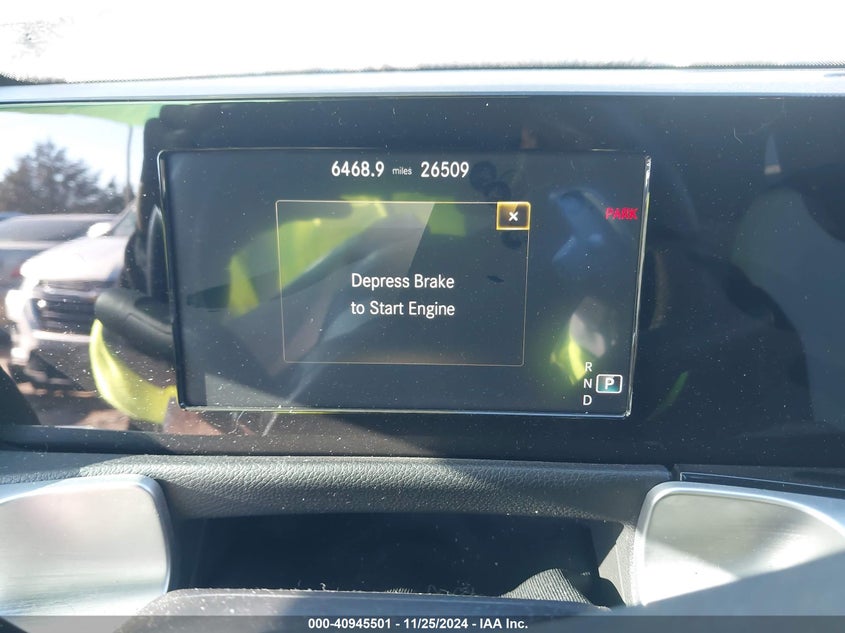 6468.9 miles 26509
PARK
Depress Brake
to Start Engine
R
N P
D
000-40945501 - 11/25/2024 - IAA Inc.